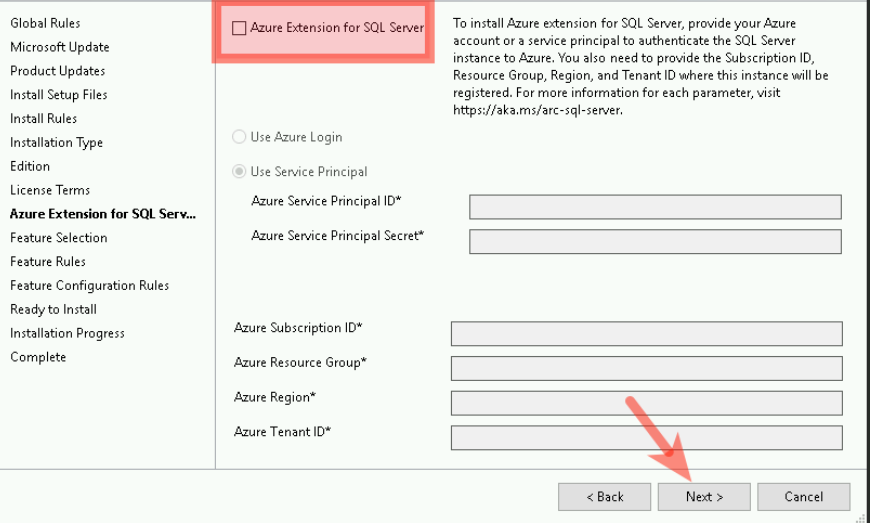 Global Rules
Microsoft Update
Product Updates
Install Setup Files
Install Rules
Installation Type
Edition
License Terms
Azure Extension for SQL Serv...
Feature Selection
Feature Rules
Feature Configuration Rules
Ready to Install
Installation Progress
Complete
Azure Extension for SQL Server
To install Azure extension for SQL Server, provide your Azure
account or a service principal to authenticate the SQL Server
instance to Azure. You also need to provide the Subscription ID,
Resource Group, Region, and Tenant ID where this instance will be
registered. For more information for each parameter, visit
https://aka.ms/arc-sql-server.
Use Azure Login
Use Service Principal
Azure Service Principal ID*
Azure Service Principal Secret*
Azure Subscription ID*
Azure Resource Group*
Azure Region*
Azure Tenant ID*
< Back
Next >
Cancel